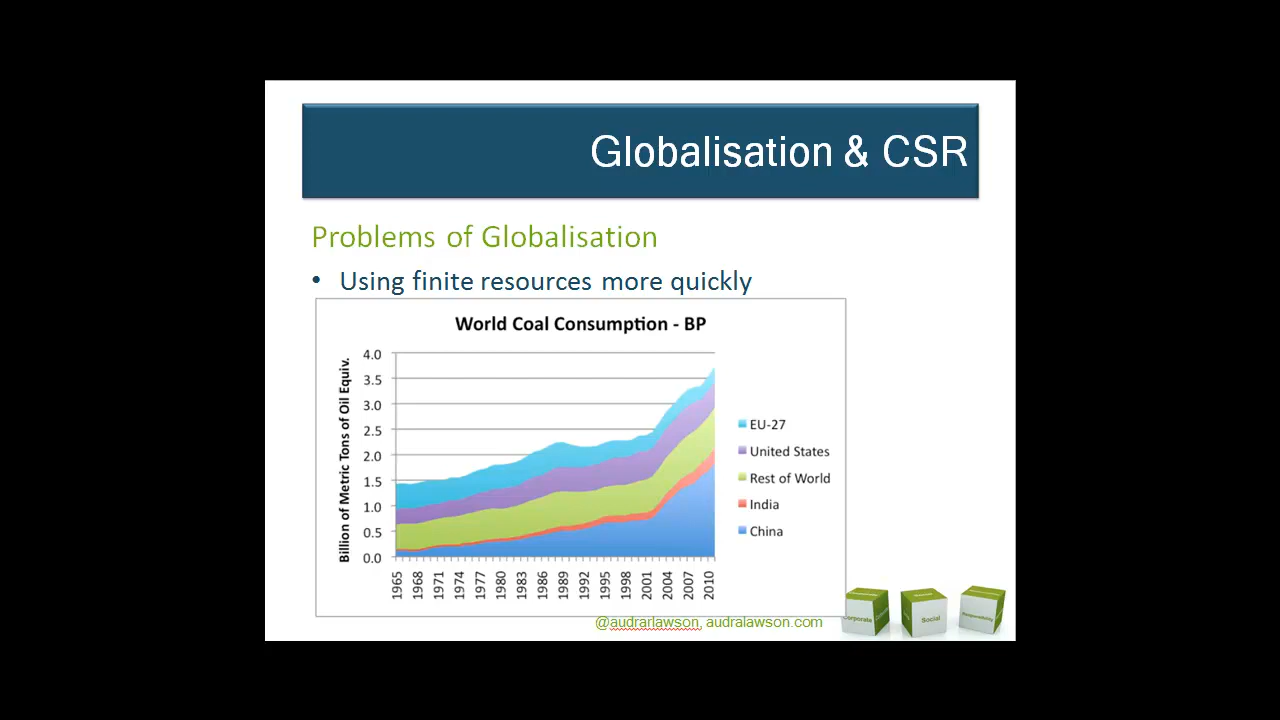 Globalisation & CSR
Problems of Globalisation
• Using finite resources more quickly
World Coal Consumption - BP
Billion of Metric Tons of Oil Equiv.
4.0
3.5
3.0
2.5
2.0
1.5
1.0
0.5
0.0
1965 1968 1971 1974 1977 1980 1983 1986 1989 1992 1995 1998 2001 2004 2007 2010
EU-27
United States
Rest of World
India
China
@audrarlawson, audralawson.com
Corporate
Social
Responsibility